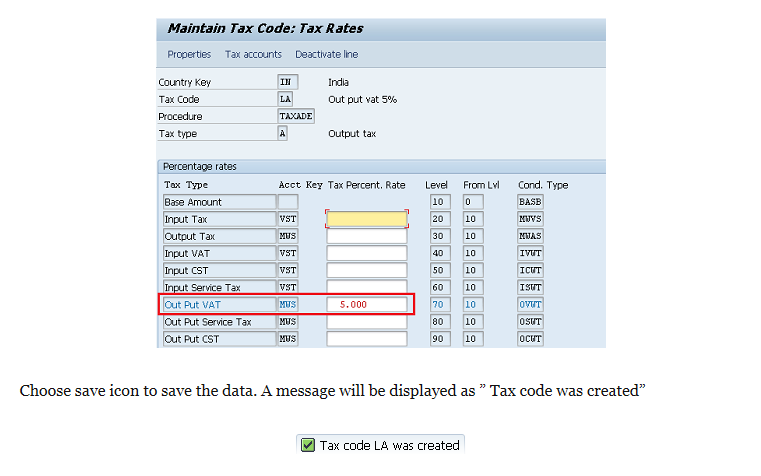 Maintain Tax Code: Tax Rates
Properties Tax accounts Deactivate line
Country Key IN India
Tax Code LA Out put vat 5%
Procedure TAXADE
Tax type A Output tax
Percentage rates
Tax Type Acct Key Tax Percent. Rate Level From Lvl Cond. Type
Base Amount 10 0 BASB
Input Tax VST 20 10 MWVS
Output Tax MWS 30 10 MWAS
Input VAT VST 40 10 IVWT
Input CST VST 50 10 ICWT
Input Service Tax VST 60 10 ISWT
Out Put VAT MWS 5.000 70 10 OVWT
Out Put Service Tax MWS 80 10 OSWT
Out Put CST MWS 90 10 OCWT
Choose save icon to save the data. A message will be displayed as ” Tax code was created”
Tax code LA was created